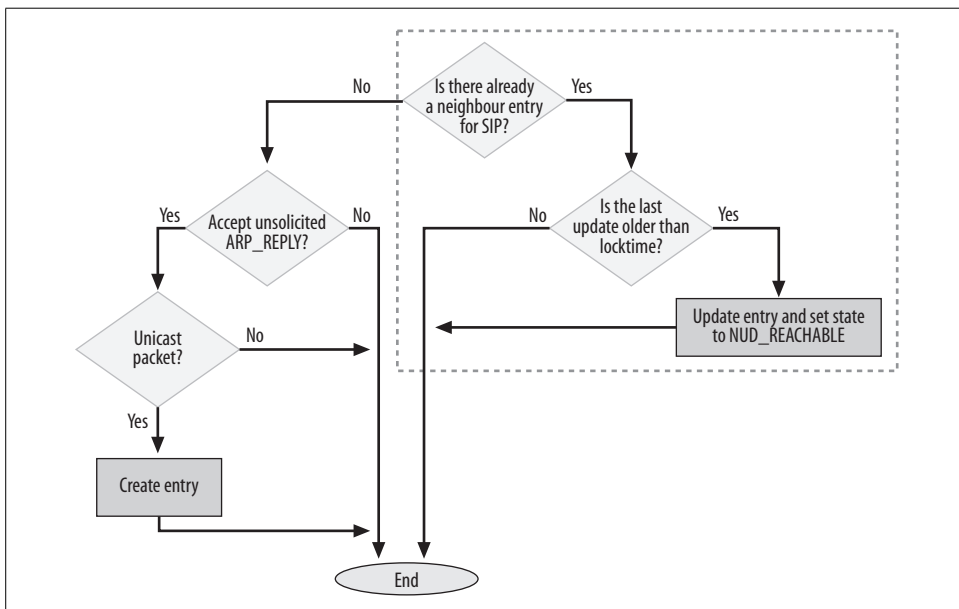 No
Is there already
a neighbour entry
for SIP?
Yes
Yes
Accept unsolicited
ARP_REPLY?
No
No
Is the last
update older than
locktime?
Yes
Unicast
packet?
No
Update entry and set state
to NUD_REACHABLE
Yes
Create entry
End